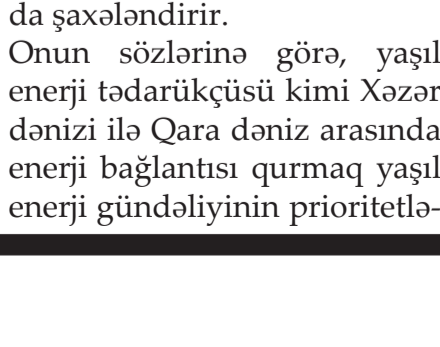 da şaxələndirir.
Onun sözlərinə görə, yaşıl
enerji tədarükçüsü kimi Xəzər
dənizi ilə Qara dəniz arasında
enerji bağlantısı qurmaq yaşıl
enerji gündəliyinin prioritetlə-